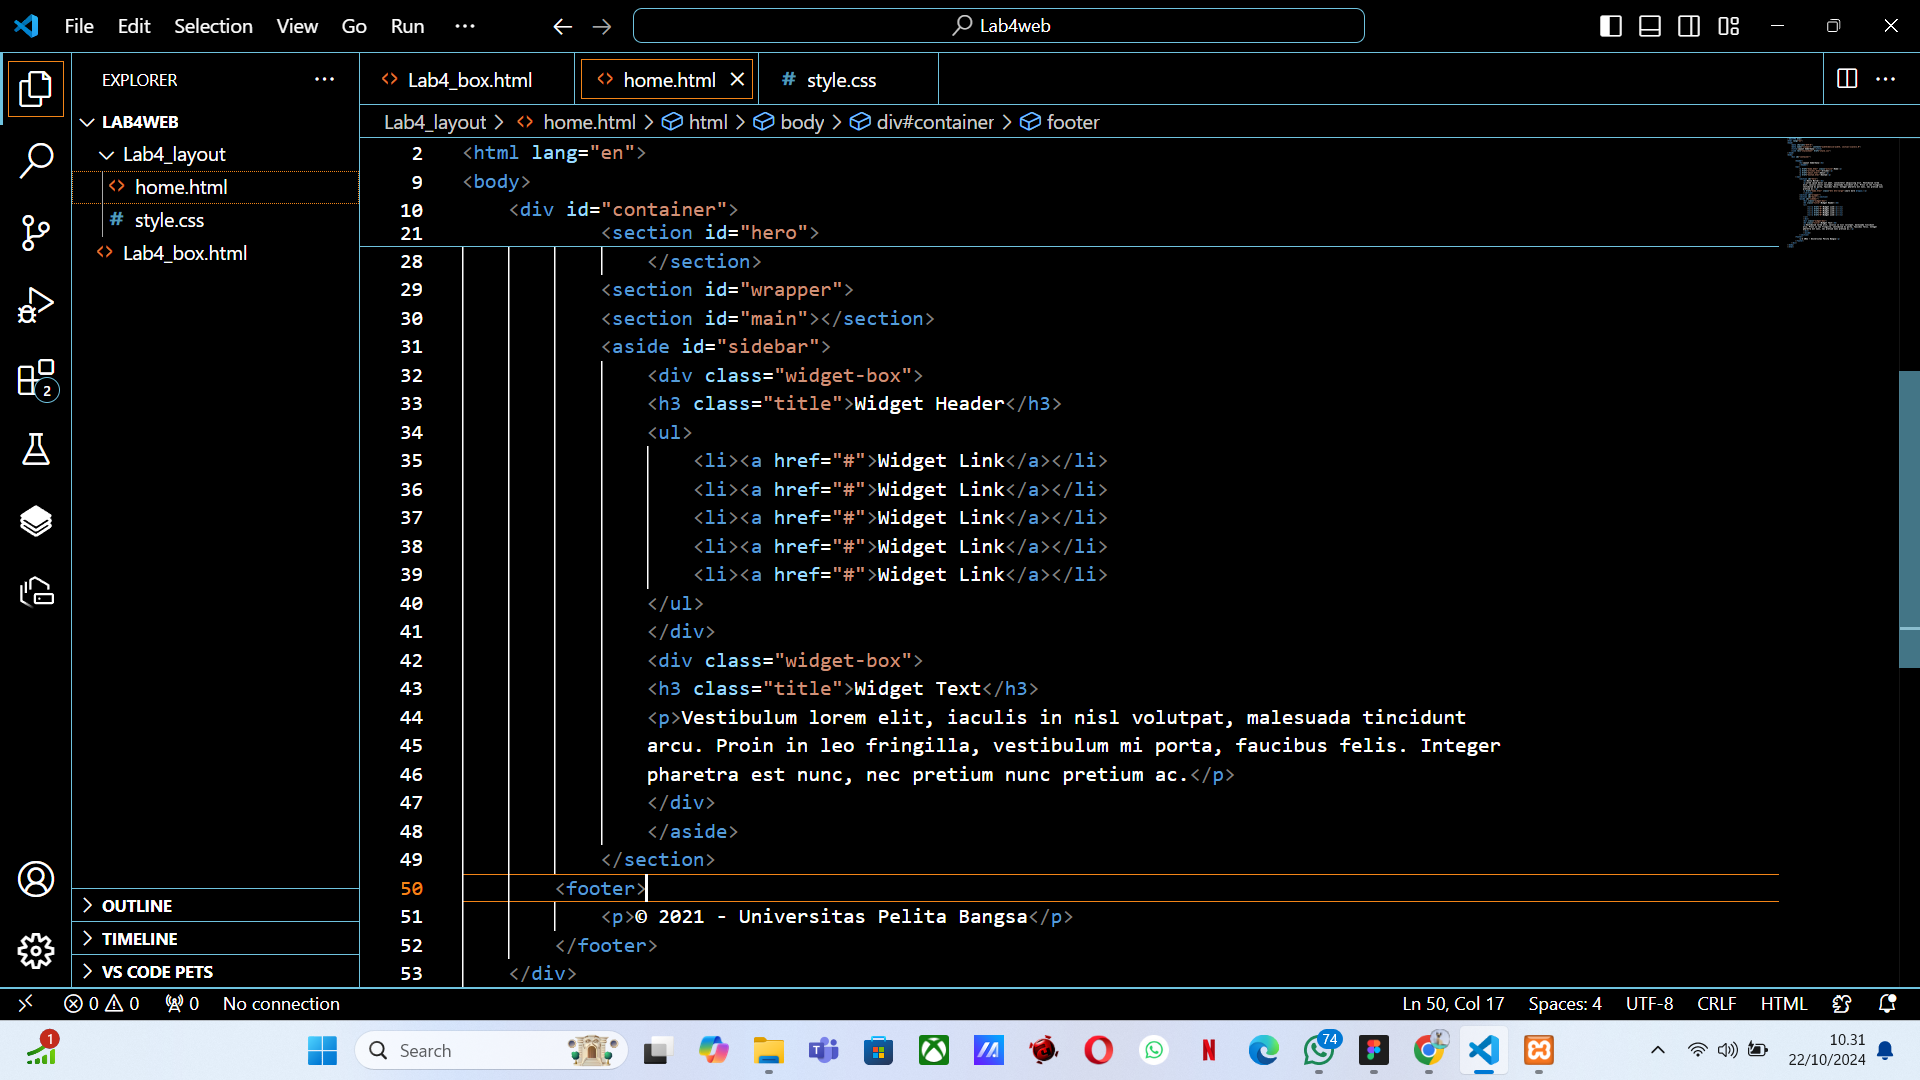 File Edit Selection View Go Run ··· Lab4web
EXPLORER ···
LAB4WEB
Lab4_layout
home.html
style.css
Lab4_box.html
OUTLINE
TIMELINE
VS CODE PETS
2
Lab4_box.html home.html style.css
Lab4_layout > home.html > html > body > div#container > footer
2 <html lang="en">
9 <body>
10 <div id="container">
21 <section id="hero">
28 </section>
29 <section id="wrapper">
30 <section id="main"></section>
31 <aside id="sidebar">
32 <div class="widget-box">
33 <h3 class="title">Widget Header</h3>
34 <ul>
35 <li><a href="#">Widget Link</a></li>
36 <li><a href="#">Widget Link</a></li>
37 <li><a href="#">Widget Link</a></li>
38 <li><a href="#">Widget Link</a></li>
39 <li><a href="#">Widget Link</a></li>
40 </ul>
41 </div>
42 <div class="widget-box">
43 <h3 class="title">Widget Text</h3>
44 <p>Vestibulum lorem elit, iaculis in nisl volutpat, malesuada tincidunt
45 arcu. Proin in leo fringilla, vestibulum mi porta, faucibus felis. Integer
46 pharetra est nunc, nec pretium nunc pretium ac.</p>
47 </div>
48 </aside>
49 </section>
50 <footer>
51 <p>© 2021 - Universitas Pelita Bangsa</p>
52 </footer>
53 </div>
0 0 0 No connection Ln 50, Col 17 Spaces: 4 UTF-8 CRLF HTML
1 Search 74 10.31
22/10/2024